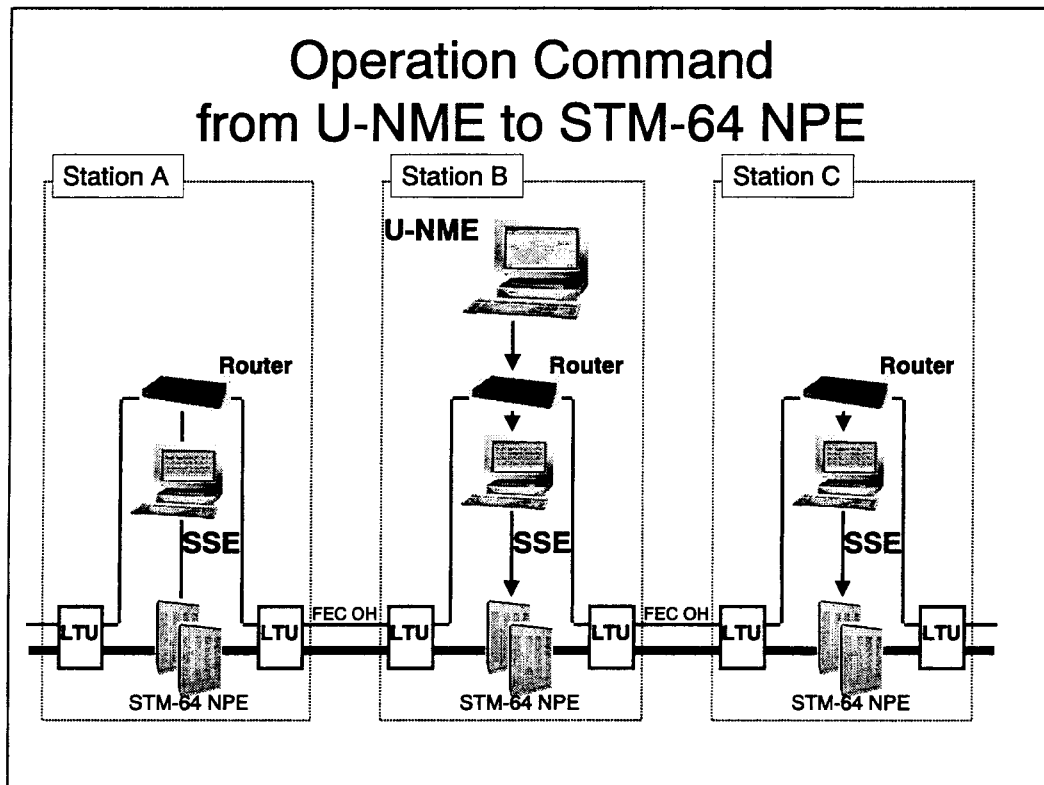 Operation Command
from U-NME to STM-64 NPE
Station A
Station B
Station C
U-NME
Router
Router
Router
SSE
SSE
SSE
LTU
LTU
FEC OH
LTU
LTU
FEC OH
LTU
LTU
STM-64 NPE
STM-64 NPE
STM-64 NPE